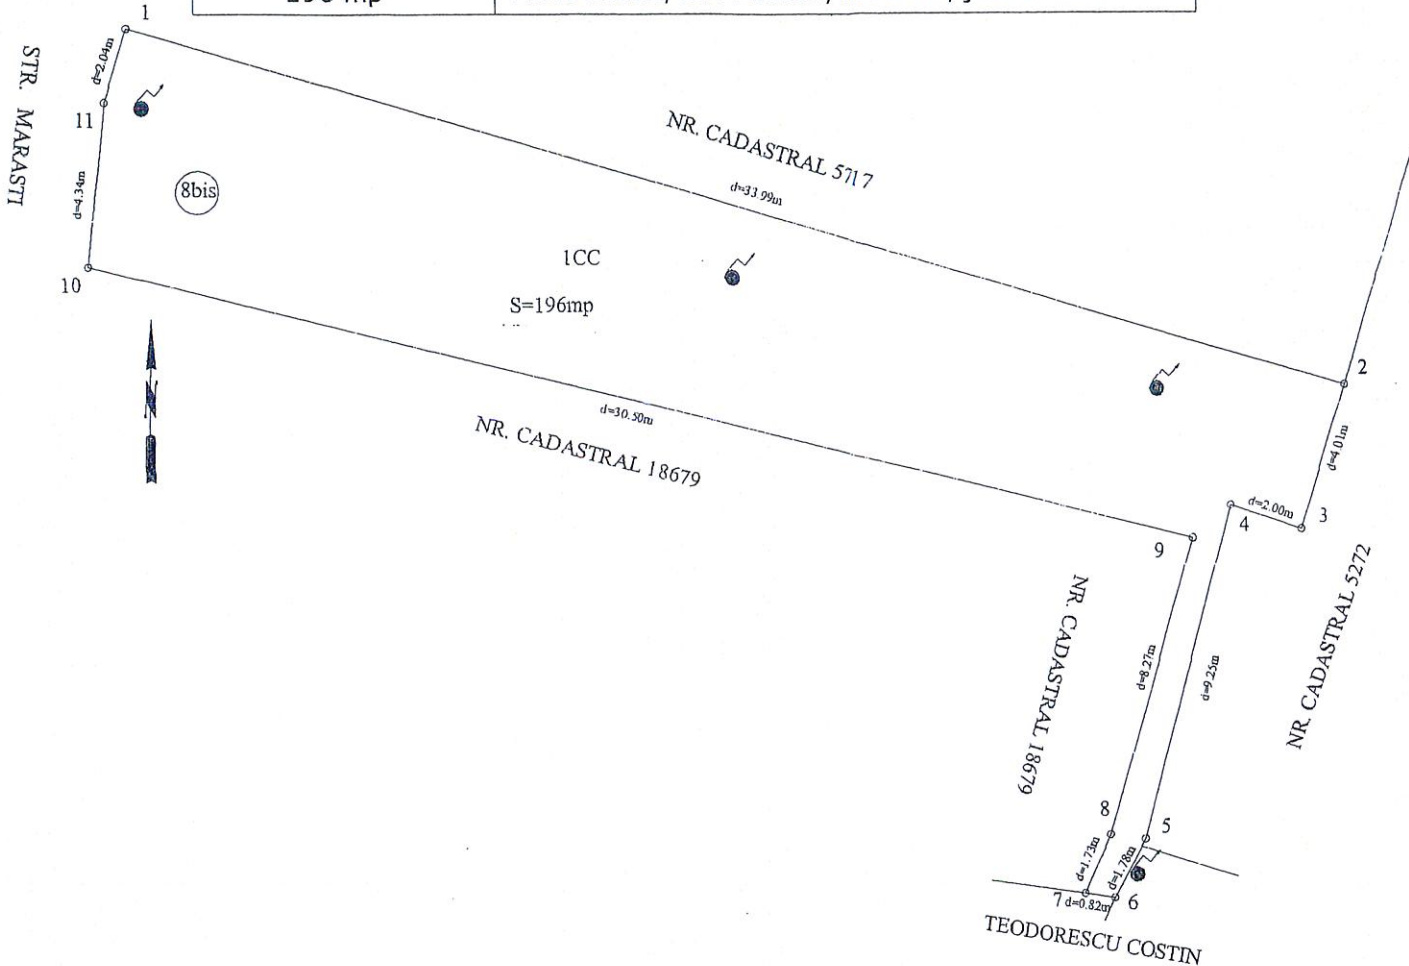 196 mp
1
STR. MARASTI
d=2.04m
11
d=4.34m
8bis
10
NR. CADASTRAL 5717
d=33.99m
1CC
S=196mp
N
d=30.50m
NR. CADASTRAL 18679
2
d=4.01m
d=2.00m
3
4
9
NR. CADASTRAL 18679
d=8.27m
d=9.25m
NR. CADASTRAL 5272
8
5
d=1.73m
d=1.78m
7
d=0.82m
6
TEODORESCU COSTIN